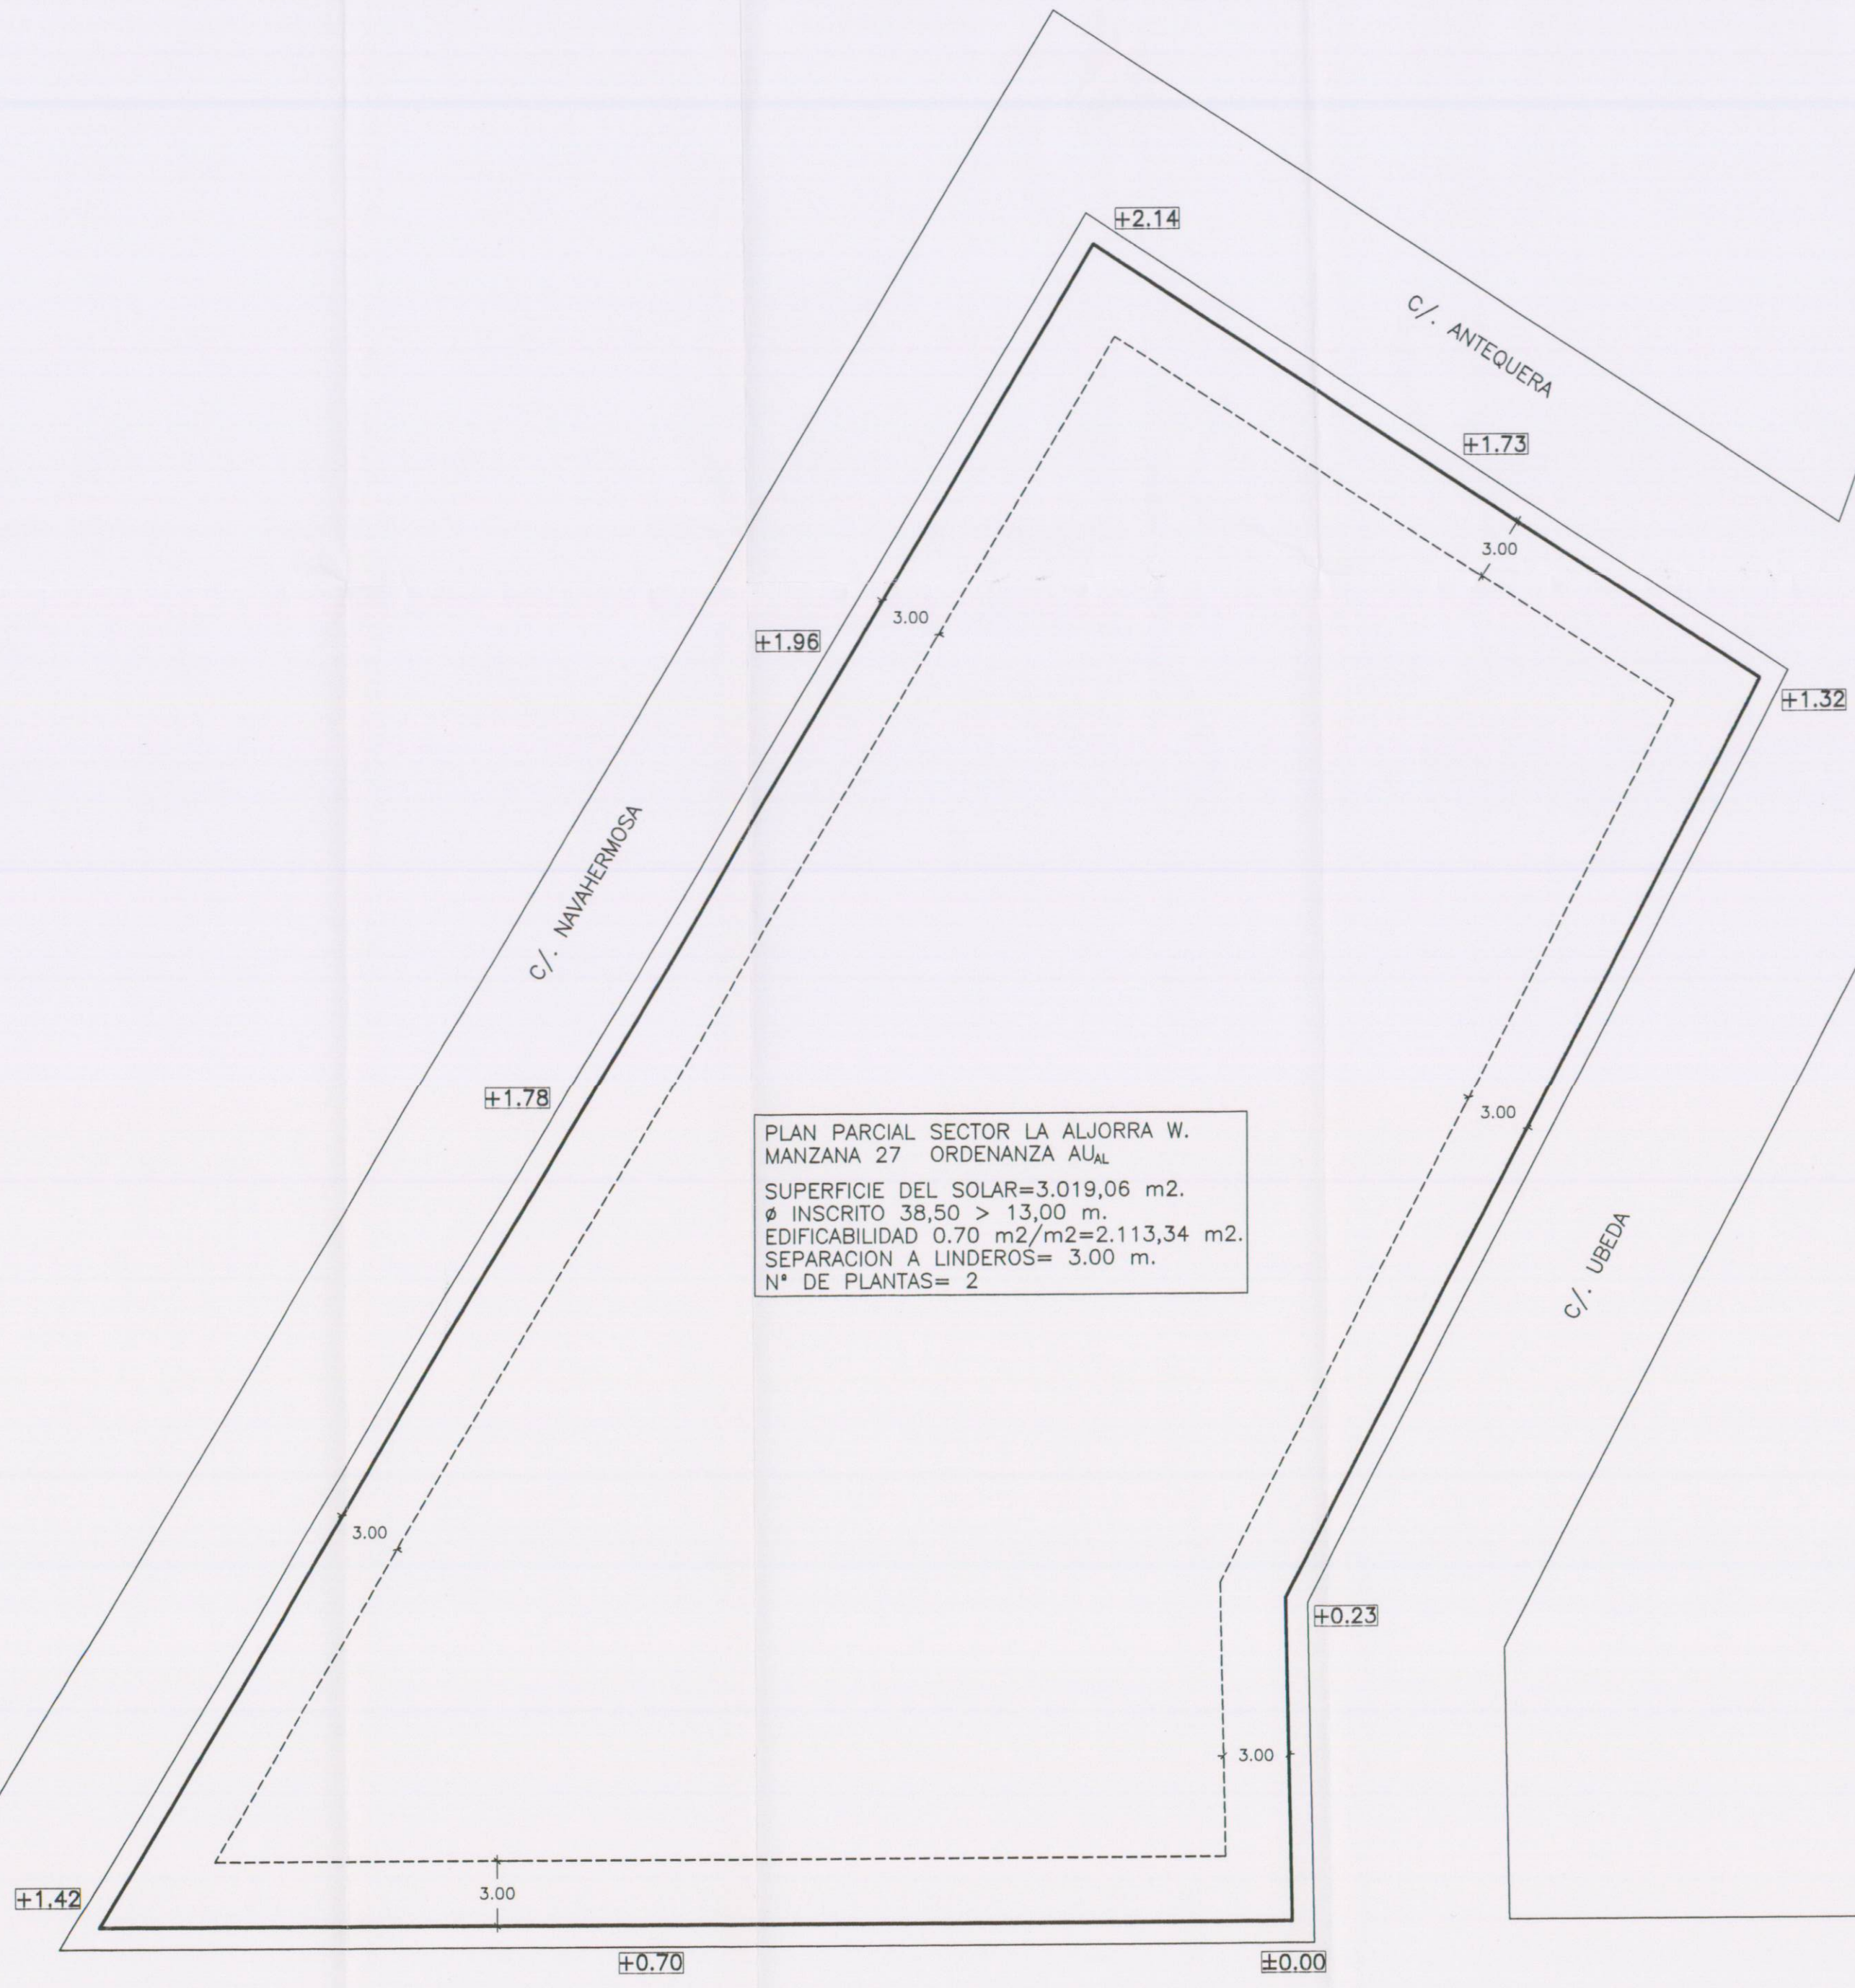 +2.14
C/. ANTEQUERA
+1.73
3.00
3.00
+1.96
+1.32
C/. NAVAHERMOSA
+1.78
3.00
PLAN PARCIAL SECTOR LA ALJORRA W.
MANZANA 27 ORDENANZA AUAL
SUPERFICIE DEL SOLAR=3.019,06 m2.
ø INSCRITO 38,50 > 13,00 m.
EDIFICABILIDAD 0.70 m2/m2=2.113,34 m2.
SEPARACION A LINDEROS= 3.00 m.
Nº DE PLANTAS= 2
C/. UBEDA
3.00
+0.23
3.00
+1.42
3.00
+0.70
±0.00